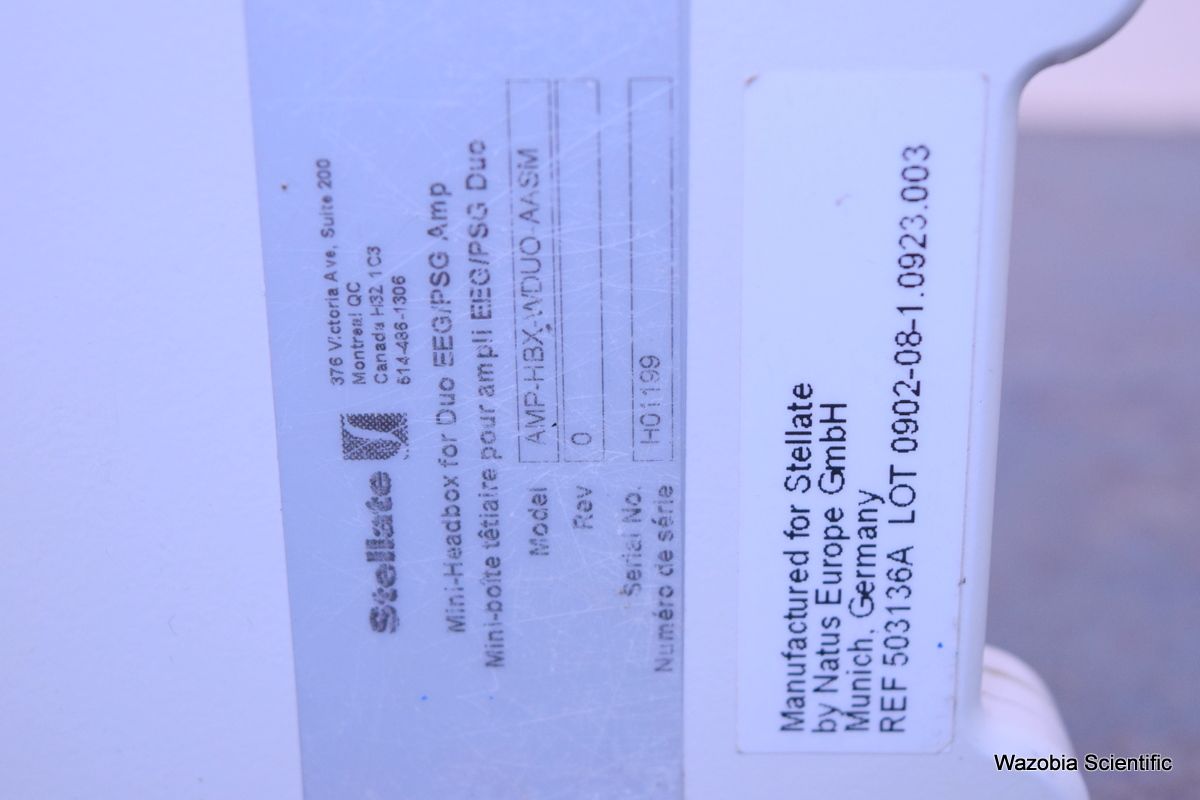 Stellate
376 Victoria Ave, Suite 200
Montreal QC
Canada H3Z 1C3
514-486-1306
Mini-Headbox for Duo EEG/PSG Amp
Mini-boîte têtiaire pour ampli EEG/PSG Duo
Model AMP-HBX-WDUO-AASM
Rev 0
Serial No.
Numéro de série H01199
Manufactured for Stellate
by Natus Europe GmbH
Munich, Germany
REF 503136A LOT 0902-08-1.0923.003
Wazobia Scientific